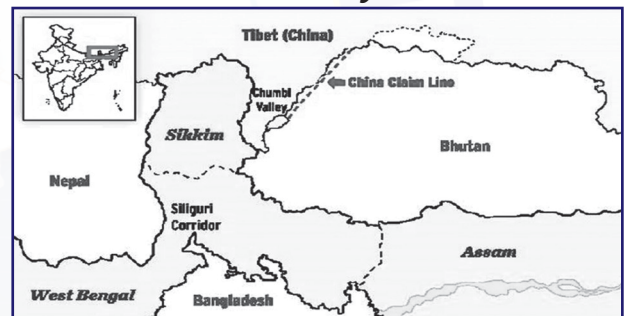 Tibet (China)
China Claim Line
Chumbi
Valley
Sikkim
Bhutan
Nepal
Siliguri
Corridor
Assam
West Bengal
Bangladesh